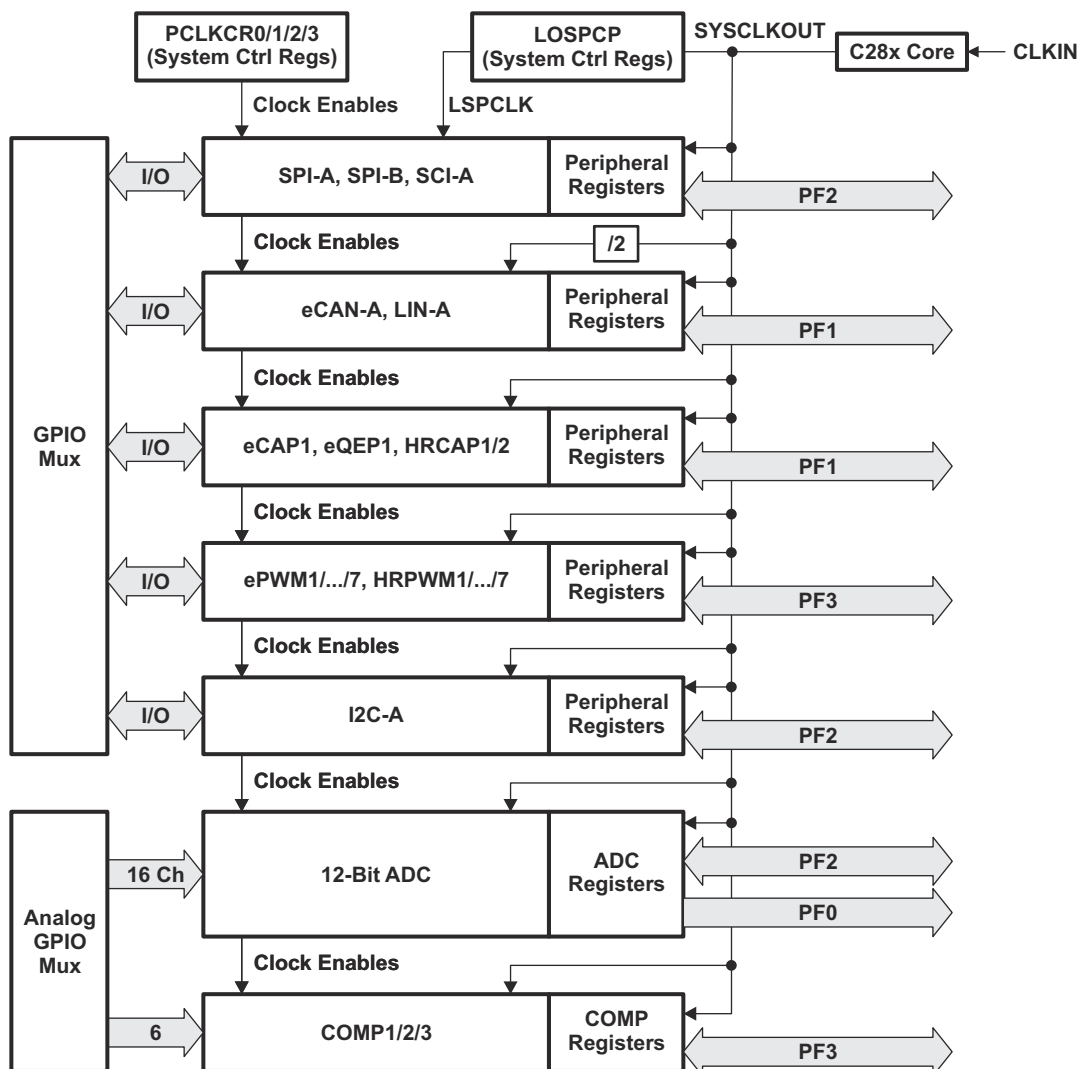 PCLKCR0/1/2/3
(System Ctrl Regs)
LOSPCP
(System Ctrl Regs)
SYSCLKOUT
C28x Core
CLKIN
Clock Enables
LSPCLK
I/O
SPI-A, SPI-B, SCI-A
Peripheral
Registers
PF2
Clock Enables
/2
I/O
eCAN-A, LIN-A
Peripheral
Registers
PF1
Clock Enables
GPIO
Mux
I/O
eCAP1, eQEP1, HRCAP1/2
Peripheral
Registers
PF1
Clock Enables
I/O
ePWM1/.../7, HRPWM1/.../7
Peripheral
Registers
PF3
Clock Enables
I/O
I2C-A
Peripheral
Registers
PF2
Clock Enables
Analog
GPIO
Mux
16 Ch
12-Bit ADC
ADC
Registers
PF2
PF0
Clock Enables
6
COMP1/2/3
COMP
Registers
PF3